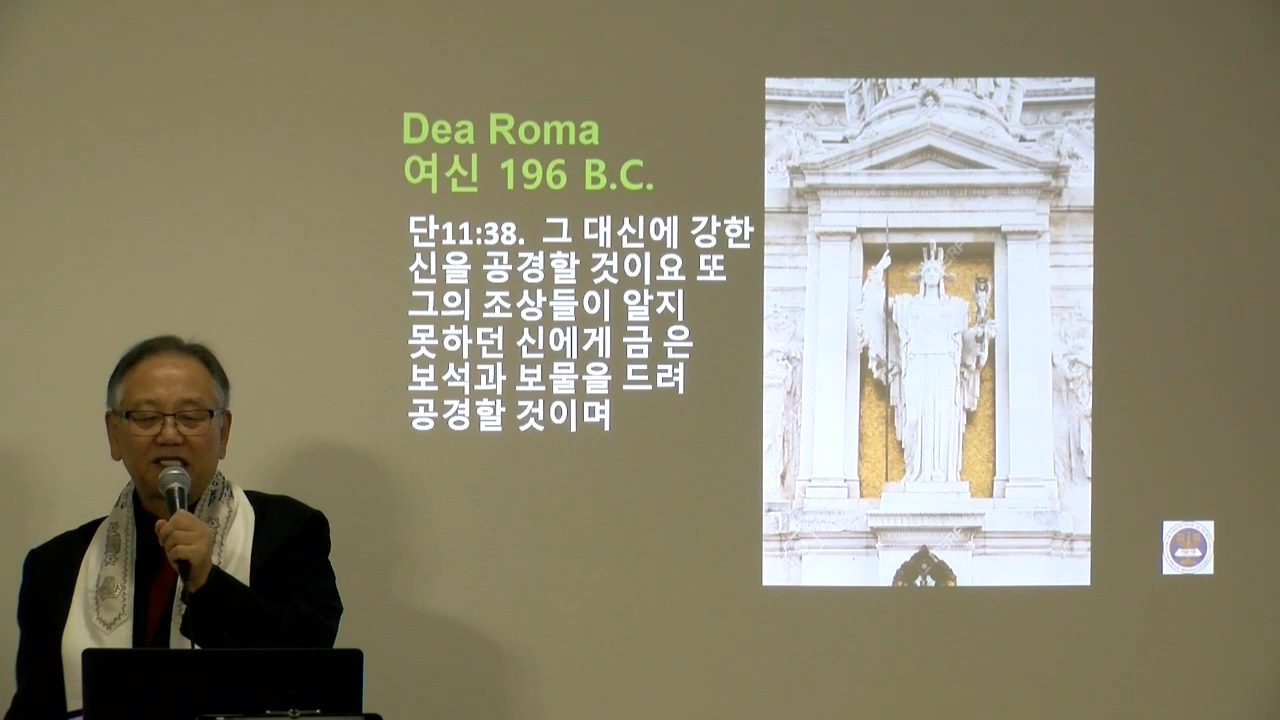 Dea Roma
여신 196 B.C.
단11:38. 그 대신에 강한
신을 공경할 것이요 또
그의 조상들이 알지
못하던 신에게 금 은
보석과 보물을 드려
공경할 것이며